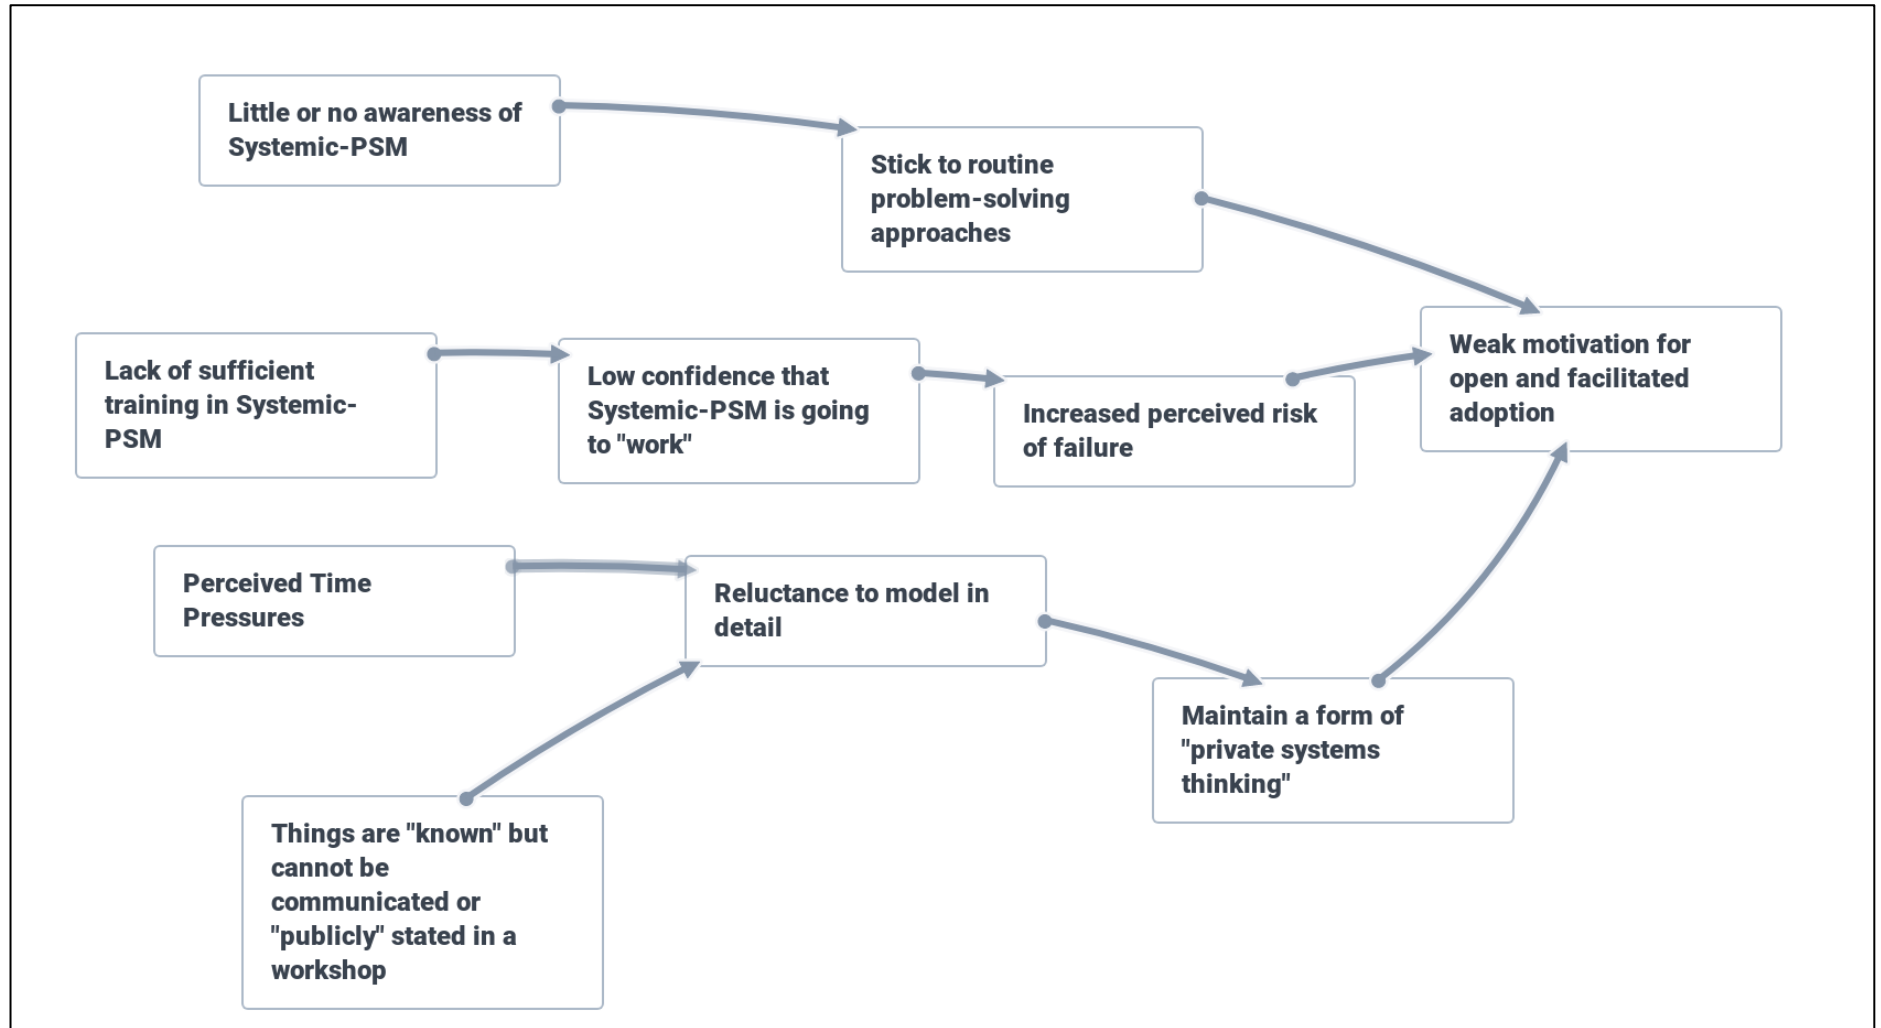 Little or no awareness of
Systemic-PSM
Stick to routine
problem-solving
approaches
Lack of sufficient
training in Systemic-
PSM
Low confidence that
Systemic-PSM is going
to "work"
Increased perceived risk
of failure
Weak motivation for
open and facilitated
adoption
Perceived Time
Pressures
Reluctance to model in
detail
Maintain a form of
"private systems
thinking"
Things are "known" but
cannot be
communicated or
"publicly" stated in a
workshop